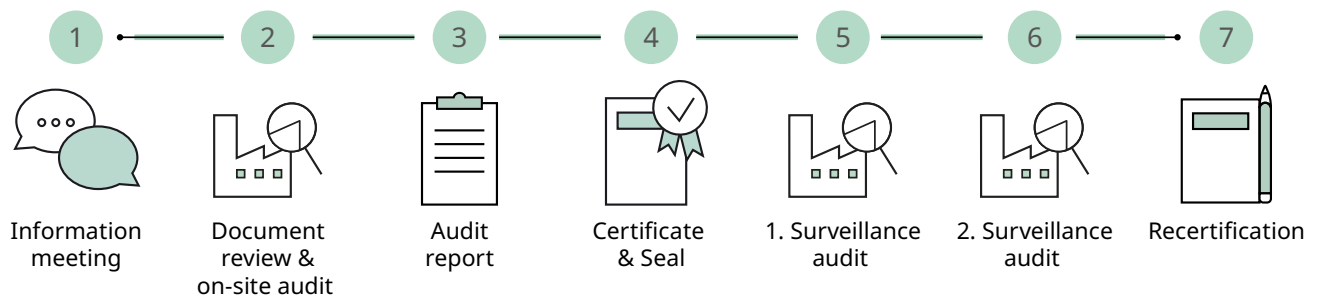 1 2 3 4 5 6 7
Information
meeting
Document
review &
on-site audit
Audit
report
Certificate
& Seal
1. Surveillance
audit
2. Surveillance
audit
Recertification